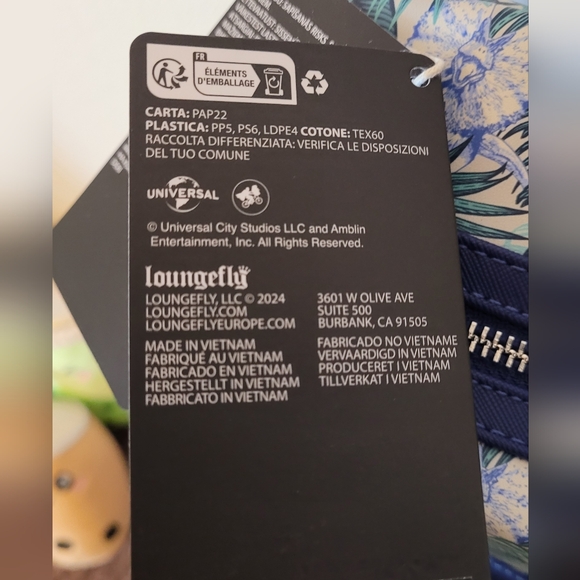 FR
ÉLÉMENTS
D'EMBALLAGE
CARTA: PAP22
PLASTICA: PP5, PS6, LDPE4 COTONE: TEX60
RACCOLTA DIFFERENZIATA: VERIFICA LE DISPOSIZIONI
DEL TUO COMUNE
UNIVERSAL
© Universal City Studios LLC and Amblin
Entertainment, Inc. All Rights Reserved.
loungefly
LOUNGEFLY, LLC © 2024
LOUNGEFLY.COM
LOUNGEFLYEUROPE.COM
3601 W OLIVE AVE
SUITE 500
BURBANK, CA 91505
MADE IN VIETNAM
FABRIQUÉ AU VIETNAM
FABRICADO EN VIETNAM
HERGESTELLT IN VIETNAM
FABBRICATO IN VIETNAM
FABRICADO NO VIETNAME
VERVAARDIGD IN VIETNAM
PRODUCERET I VIETNAM
TILLVERKAT I VIETNAM